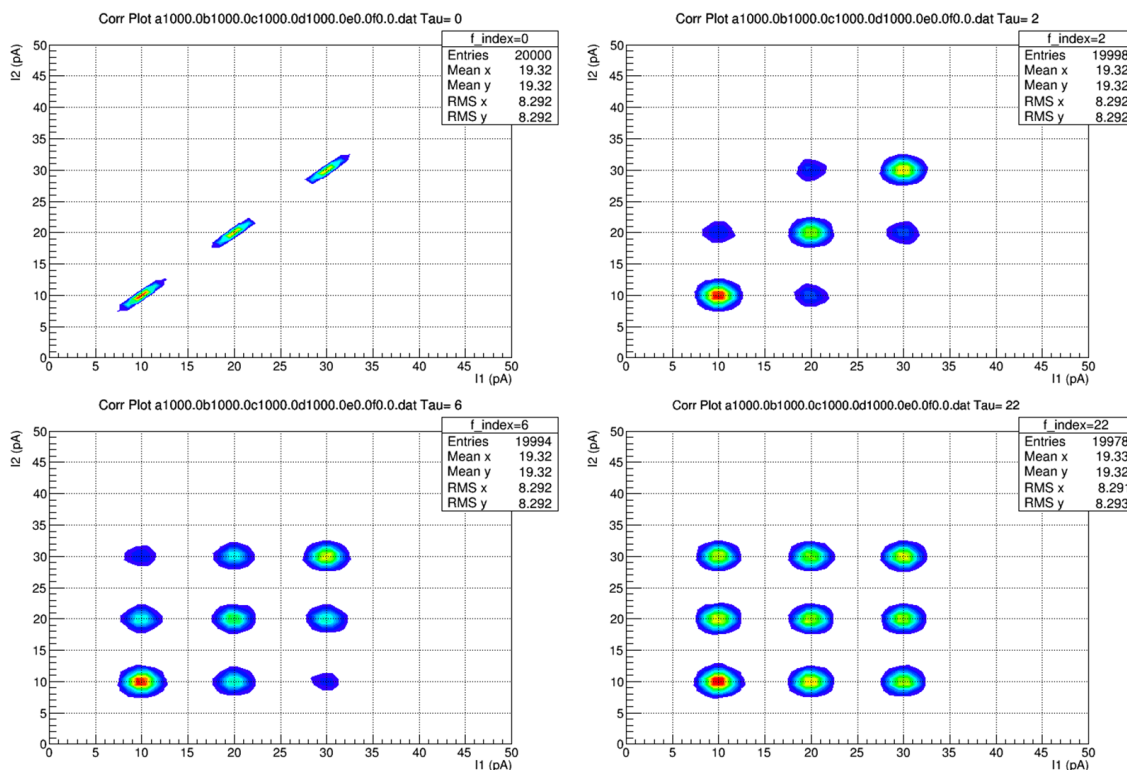 Corr Plot a1000.0b1000.0c1000.0d1000.0e0.0f0.0.dat Tau= 0
I2 (pA)
f_index=0
Entries 20000
Mean x 19.32
Mean y 19.32
RMS x 8.292
RMS y 8.292
50
45
40
35
30
25
20
15
10
5
0
0 5 10 15 20 25 30 35 40 45 50
I1 (pA)
Corr Plot a1000.0b1000.0c1000.0d1000.0e0.0f0.0.dat Tau= 2
I2 (pA)
f_index=2
Entries 19998
Mean x 19.32
Mean y 19.32
RMS x 8.292
RMS y 8.292
50
45
40
35
30
25
20
15
10
5
0
0 5 10 15 20 25 30 35 40 45 50
I1 (pA)
Corr Plot a1000.0b1000.0c1000.0d1000.0e0.0f0.0.dat Tau= 6
I2 (pA)
f_index=6
Entries 19994
Mean x 19.32
Mean y 19.32
RMS x 8.292
RMS y 8.292
50
45
40
35
30
25
20
15
10
5
0
0 5 10 15 20 25 30 35 40 45 50
I1 (pA)
Corr Plot a1000.0b1000.0c1000.0d1000.0e0.0f0.0.dat Tau= 22
I2 (pA)
f_index=22
Entries 19978
Mean x 19.33
Mean y 19.32
RMS x 8.291
RMS y 8.293
50
45
40
35
30
25
20
15
10
5
0
0 5 10 15 20 25 30 35 40 45 50
I1 (pA)